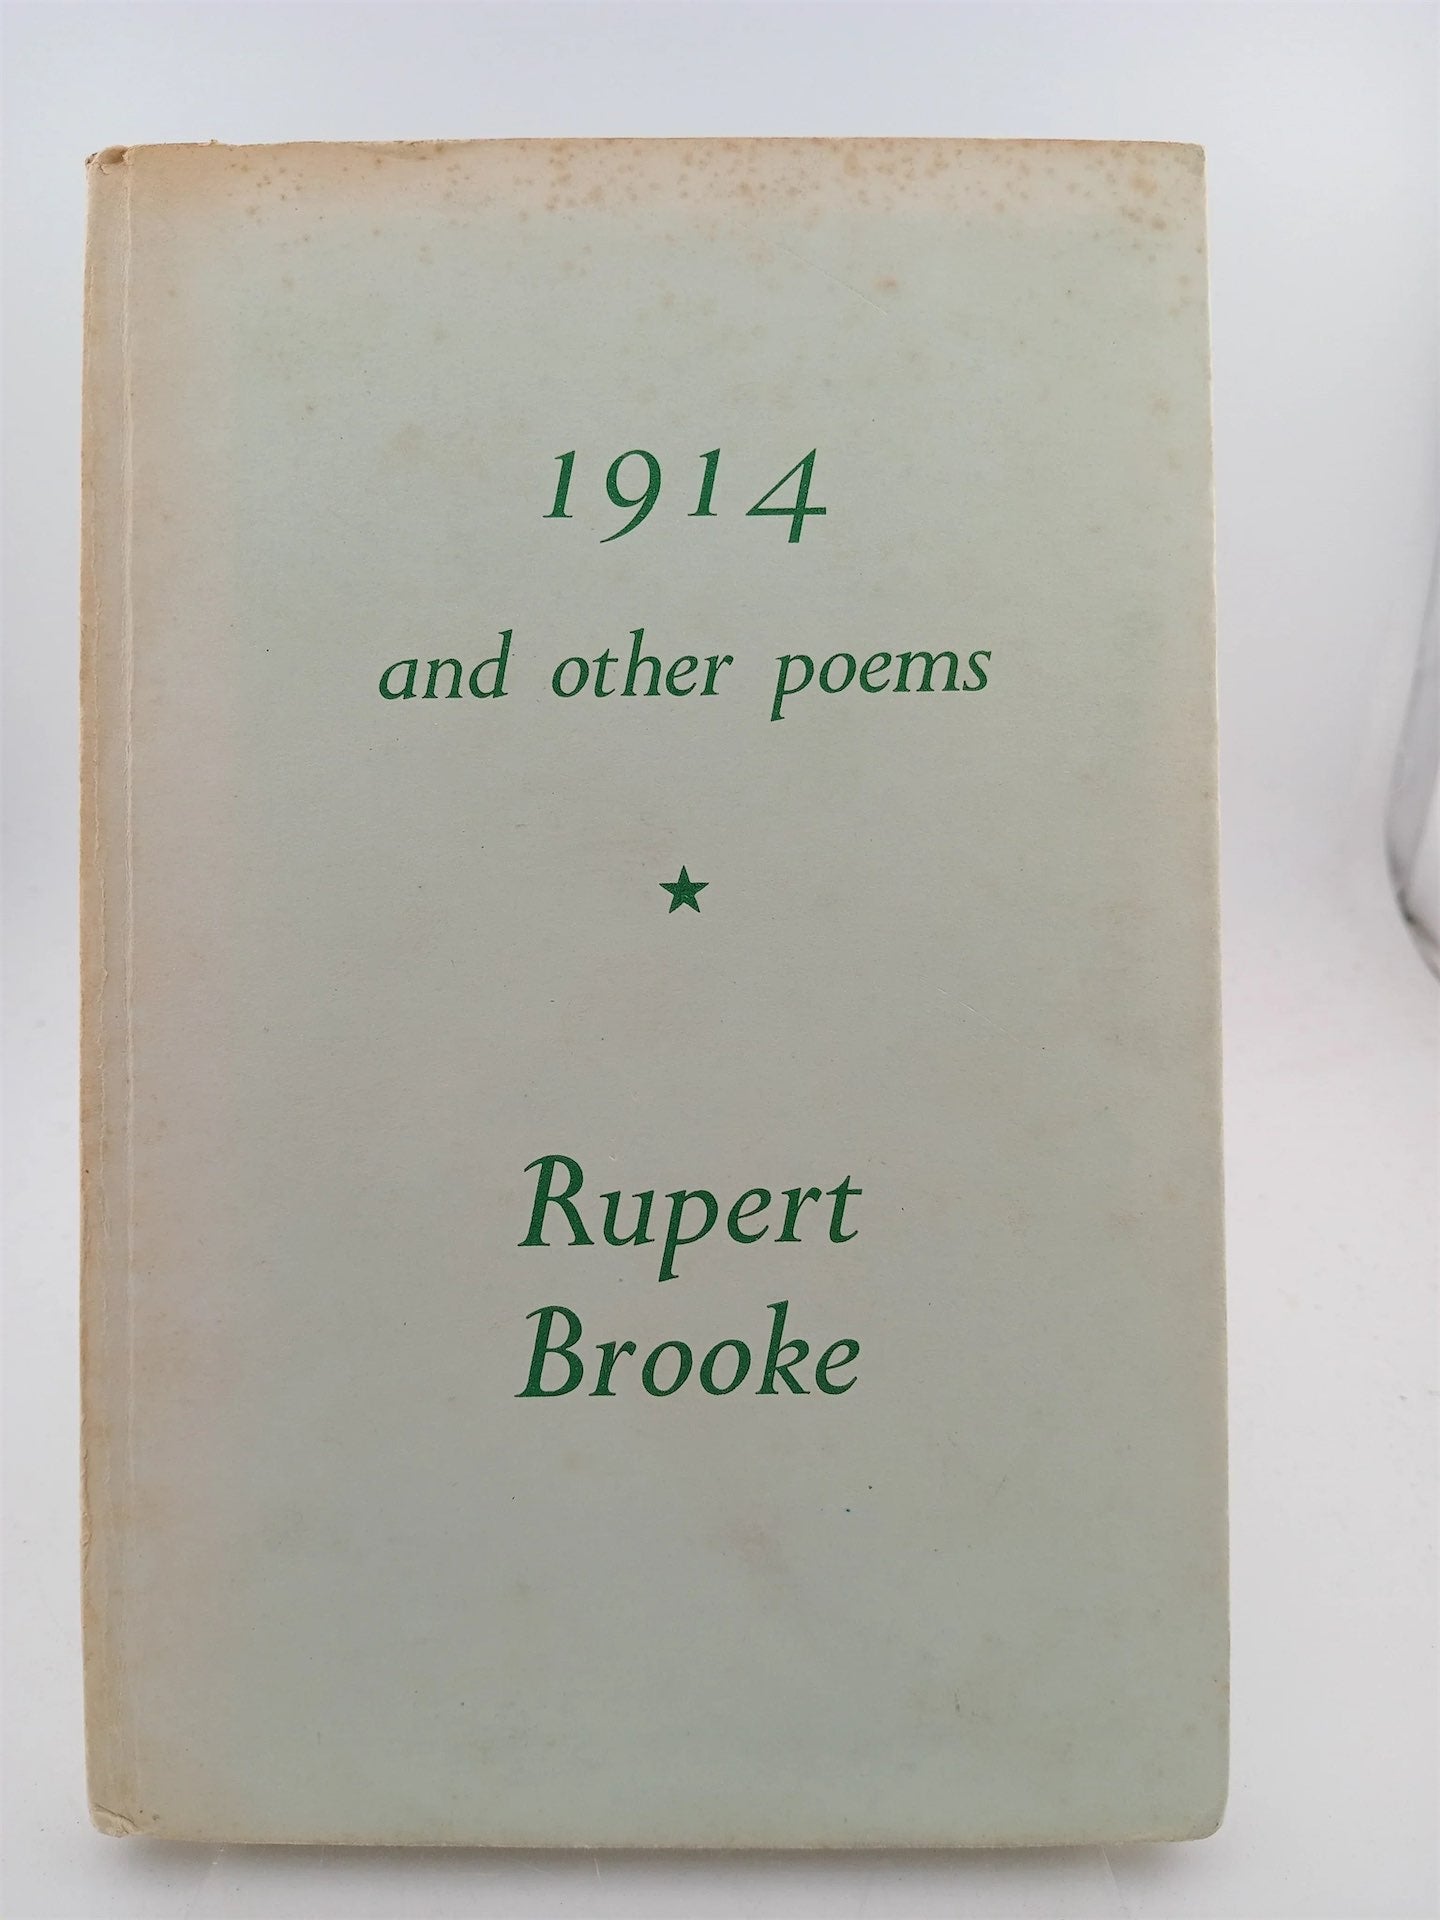 1914
and other poems
Rupert
Brooke